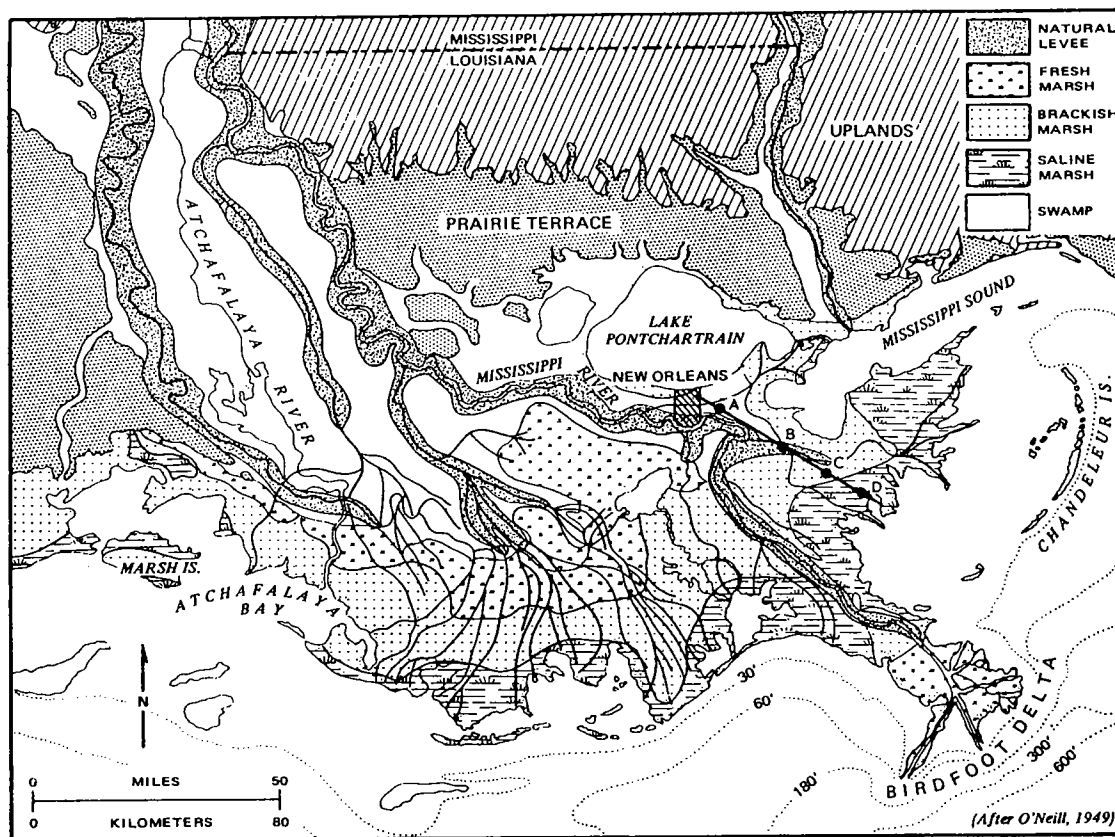 MISSISSIPPI
LOUISIANA
NATURAL
LEVEE
FRESH
MARSH
BRACKISH
MARSH
SALINE
MARSH
SWAMP
UPLANDS
PRAIRIE TERRACE
ATCHAFALAYA RIVER
LAKE
PONTCHARTRAIN
MISSISSIPPI SOUND
MISSISSIPPI RIVER
NEW ORLEANS
A
B
C
D
CHANDELEUR IS.
MARSH IS.
ATCHAFALAYA
BAY
N
30'
60'
180'
300'
600'
BIRDFOOT DELTA
0 MILES 50
0 KILOMETERS 80
(After O'Neill, 1949)